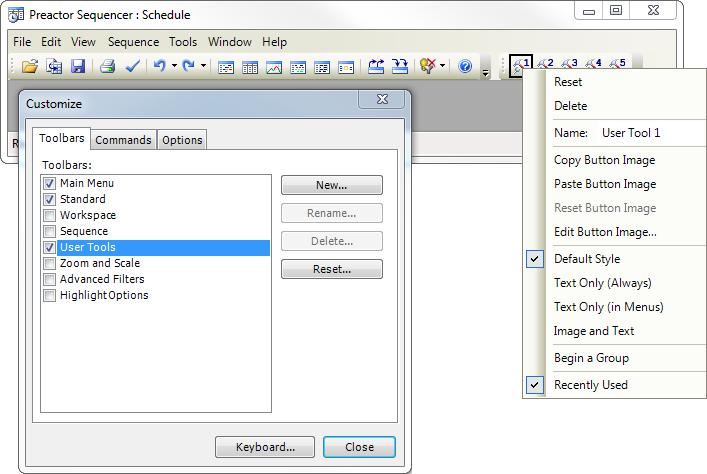 Preactor Sequencer : Schedule
File Edit View Sequence Tools Window Help
1 2 3 4 5
Customize
Toolbars Commands Options
Toolbars:
Main Menu
Standard
Workspace
Sequence
User Tools
Zoom and Scale
Advanced Filters
HighlightOptions
New...
Rename...
Delete...
Reset...
Keyboard... Close
Reset
Delete
Name: User Tool 1
Copy Button Image
Paste Button Image
Reset Button Image
Edit Button Image...
Default Style
Text Only (Always)
Text Only (in Menus)
Image and Text
Begin a Group
Recently Used